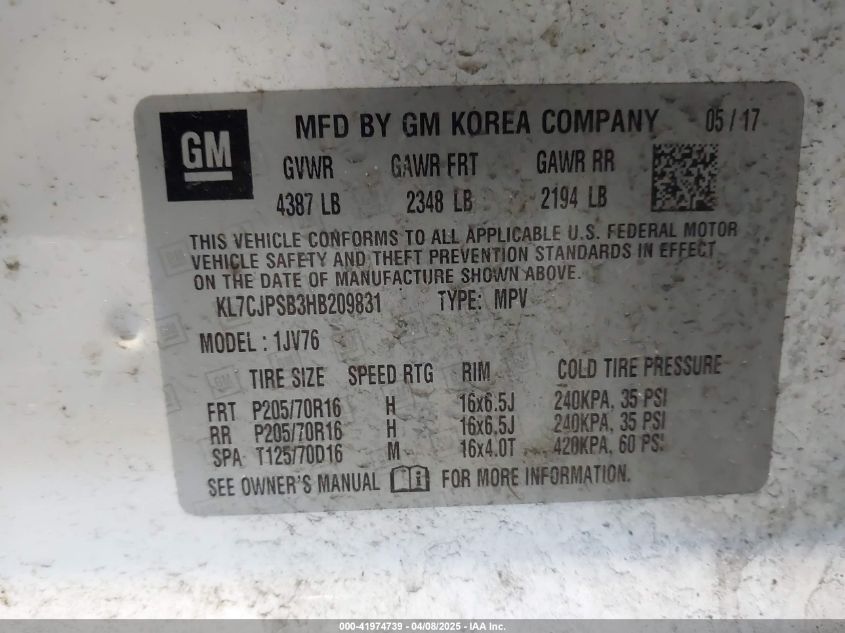 GM MFD BY GM KOREA COMPANY 05 / 17
GVWR GAWR FRT GAWR RR
4387 LB 2348 LB 2194 LB
THIS VEHICLE CONFORMS TO ALL APPLICABLE U.S. FEDERAL MOTOR
VEHICLE SAFETY AND THEFT PREVENTION STANDARDS IN EFFECT
ON THE DATE OF MANUFACTURE SHOWN ABOVE.
KL7CJPSB3HB209831 TYPE: MPV
MODEL : 1JV76
TIRE SIZE SPEED RTG RIM COLD TIRE PRESSURE
FRT P205/70R16 H 16x6.5J 240KPA, 35 PSI
RR P205/70R16 H 16x6.5J 240KPA, 35 PSI
SPA T125/70D16 M 16x4.0T 420KPA, 60 PSI
SEE OWNER'S MANUAL FOR MORE INFORMATION.
000-41974739 - 04/08/2025 - IAA Inc.